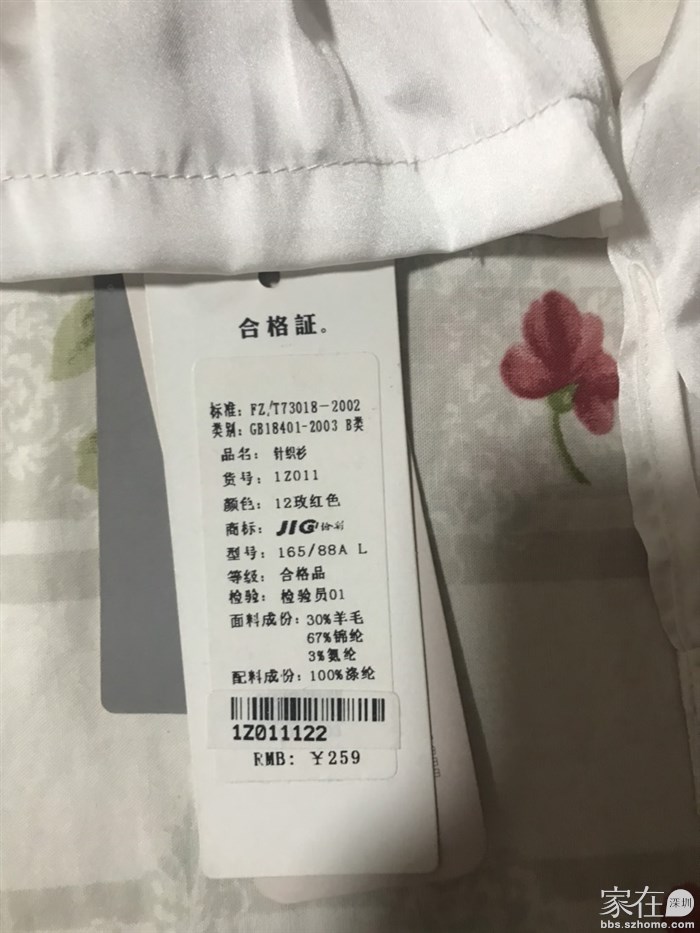 合格証。
标准: FZ/T73018-2002
类别: GB18401-2003 B类
品名: 针织衫
货号: 1Z011
颜色: 12玫红色
商标: JIG
型号: 165/88A L
等级: 合格品
检验: 检验员01
面料成份: 30%羊毛
67%锦纶
3%氨纶
配料成份: 100%涤纶
1Z011122
RMB: ¥259
家在 深圳
bbs.szhome.com